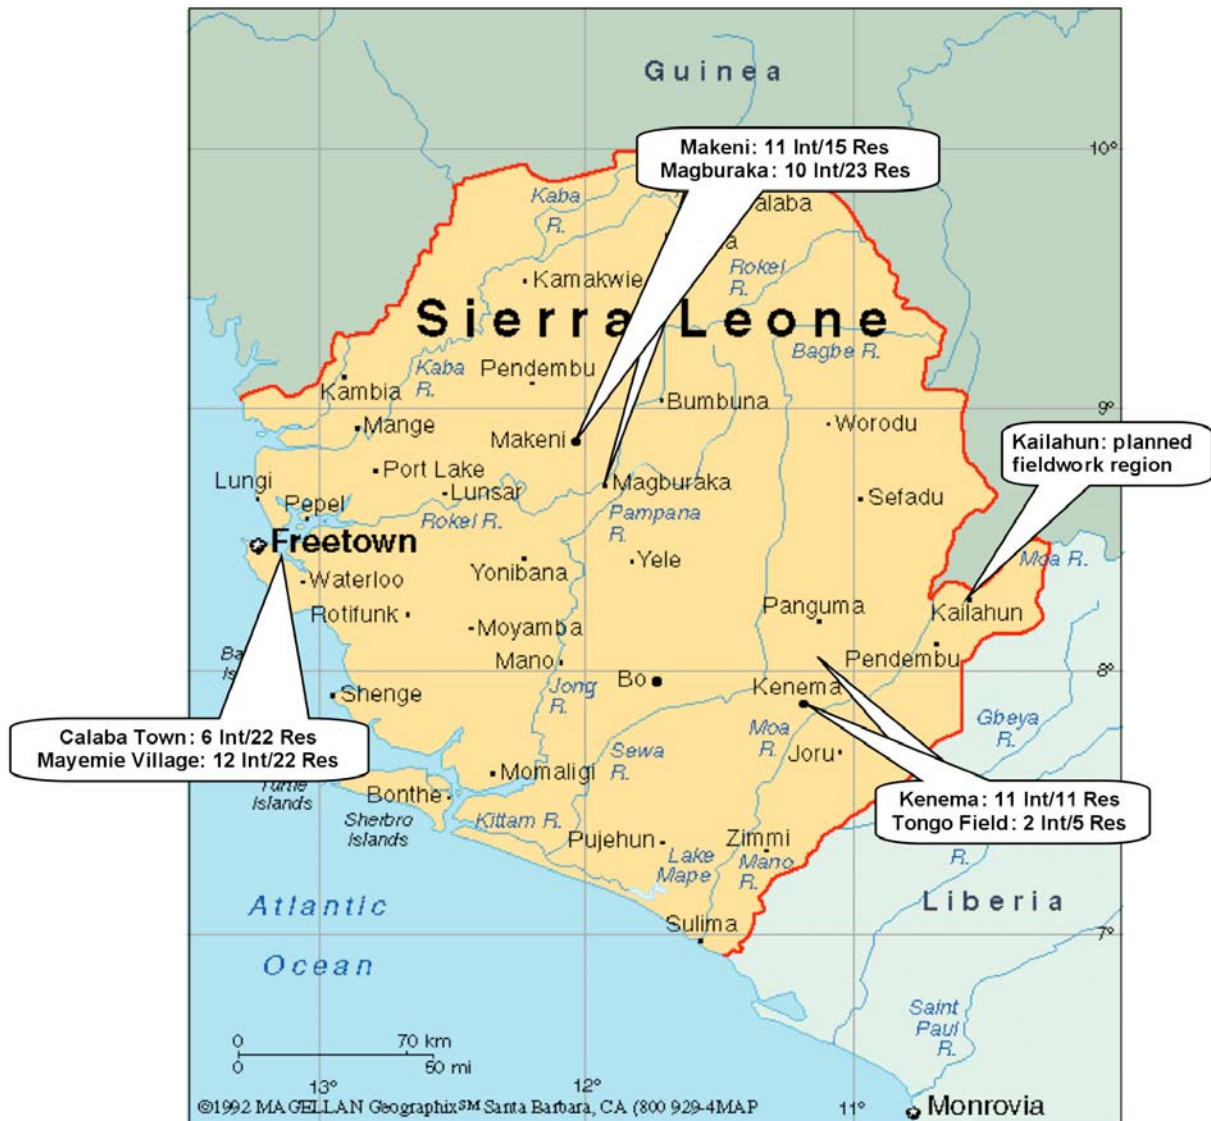 Guinea
Makeni: 11 Int/15 Res
Magburaka: 10 Int/23 Res
10°
Kaba
R.
alaba
a
Rokel
R.
Kamakwie
Sierra Leone
Bagbe R.
Kaba
R.
Pendembu
Kambia
Bumbuna
9°
Mange
Worodu
Makeni
Kailahun: planned
fieldwork region
Port Lake
Lungi
Lunsar
Magburaka
Sefadu
Pepel
Rokel R.
Pampana
R.
Freetown
Moa R.
Yonibana
Yele
Waterloo
Panguma
Rotifunk
Kailahun
Moyamba
Ba
Is
Mano
Pendembu
8°
Bo
Kenema
Shenge
Jong
R.
Gbeya
R.
Calaba Town: 6 Int/22 Res
Mayemie Village: 12 Int/22 Res
Moa
R.
Sewa
R.
Joru
Momaligi
Turtle
Islands
Bonthe
Kenema: 11 Int/11 Res
Tongo Field: 2 Int/5 Res
Sherbro
Islands
Kittam R.
Pujehun
Zimmi
R.
Lake
Mape
Mano
R.
Liberia
Atlantic
Ocean
Sulima
7°
Saint
Paul
R.
0 70 km
0 50 mi
13° 12° 11°
©1992 MAGELLAN Geographix℠ Santa Barbara, CA (800 929-4MAP
Monrovia